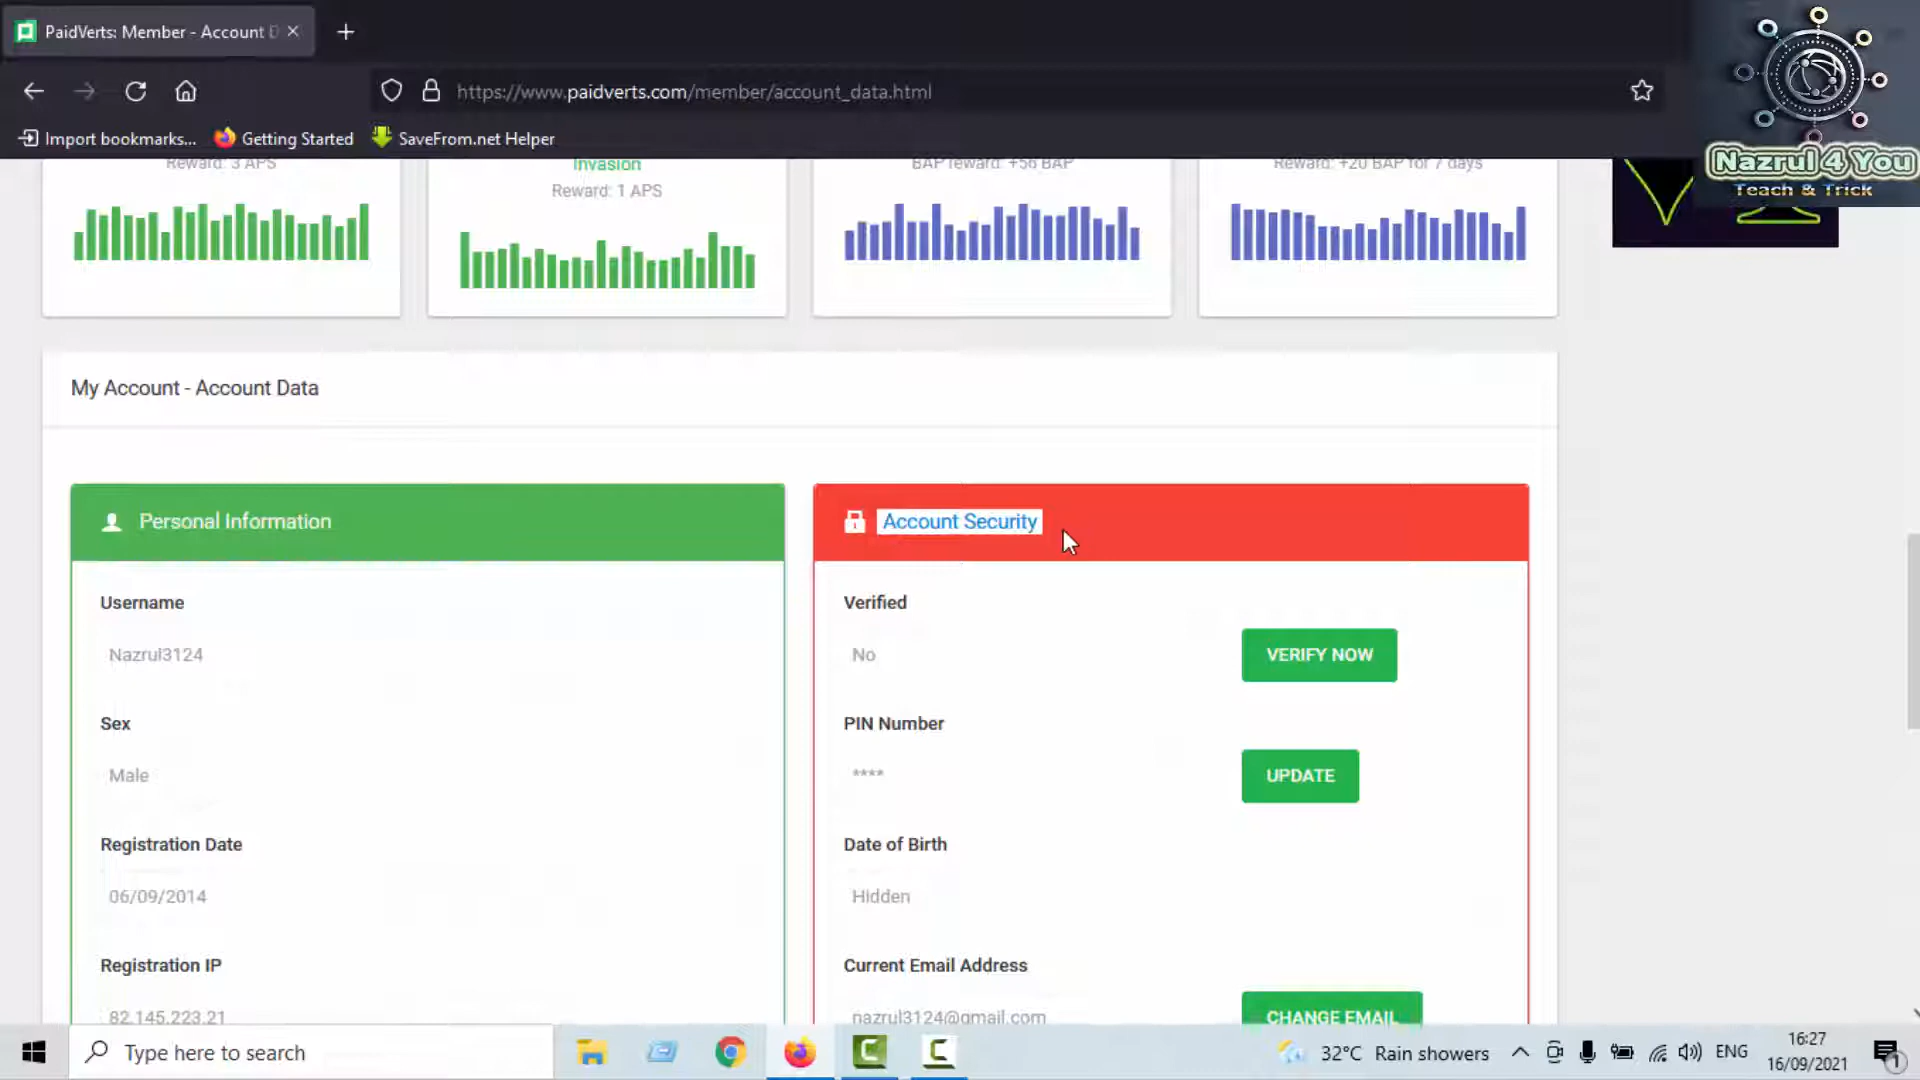 PaidVerts: Member - Account D
https://www.paidverts.com/member/account_data.html
Import bookmarks...
Getting Started
SaveFrom.net Helper
Nazrul 4 You
Teach & Trick
Reward: 3 APS
Invasion
Reward: 1 APS
BAP reward: +56 BAP
Reward: +20 BAP for 7 days
My Account - Account Data
Personal Information
Username
Nazrul3124
Sex
Male
Registration Date
06/09/2014
Registration IP
82.145.223.21
Account Security
Verified
No
VERIFY NOW
PIN Number
****
UPDATE
Date of Birth
Hidden
Current Email Address
nazrul3124@gmail.com
CHANGE EMAIL
Type here to search
32°C Rain showers
ENG
16:27
16/09/2021
1